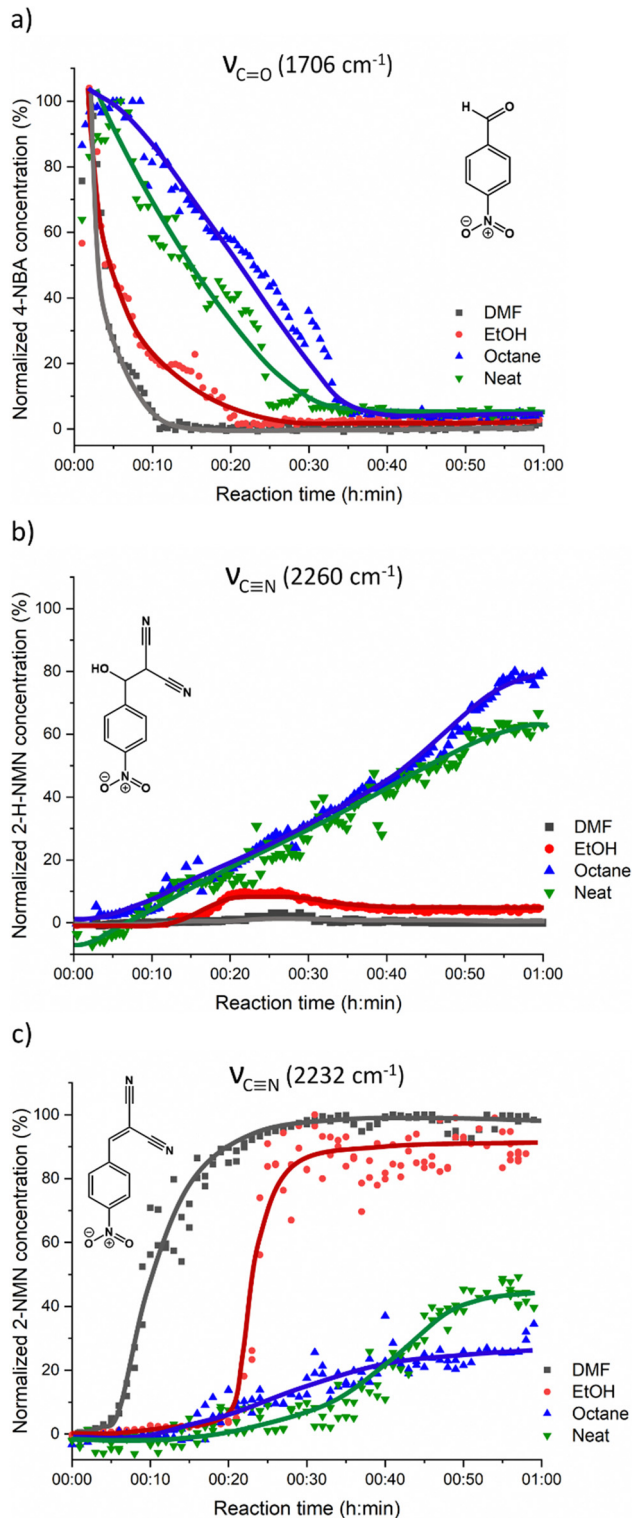 a)
νC=O (1706 cm-1)
Normalized 4-NBA concentration (%)
100
80
60
40
20
0
H
O
O
N
O
⊖
⊕
DMF
EtOH
Octane
Neat
00:00 00:10 00:20 00:30 00:40 00:50 01:00
Reaction time (h:min)
b)
νC≡N (2260 cm-1)
Normalized 2-H-NMN concentration (%)
100
80
60
40
20
0
N
HO
N
⊖
O
N
⊕
O
DMF
EtOH
Octane
Neat
00:00 00:10 00:20 00:30 00:40 00:50 01:00
Reaction time (h:min)
c)
νC≡N (2232 cm-1)
Normalized 2-NMN concentration (%)
100
80
60
40
20
0
N
N
⊖
O
N
⊕
O
DMF
EtOH
Octane
Neat
00:00 00:10 00:20 00:30 00:40 00:50 01:00
Reaction time (h:min)